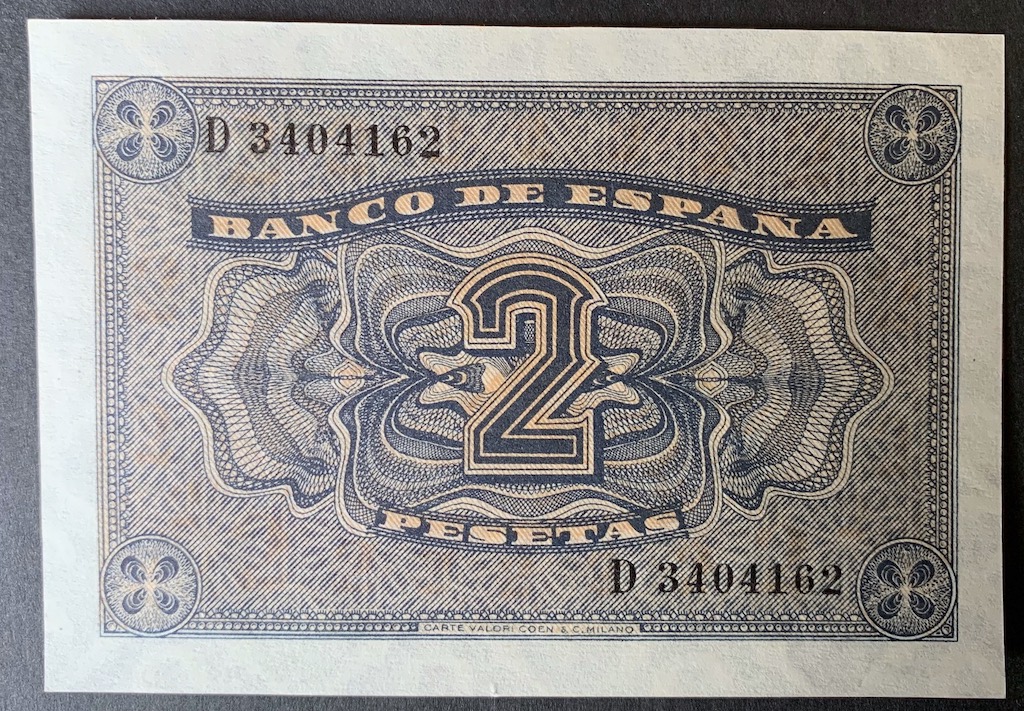 D 3404162
BANCO DE ESPAÑA
2
PESETAS
D 3404162
CARTE VALORI COEN & C. MILANO